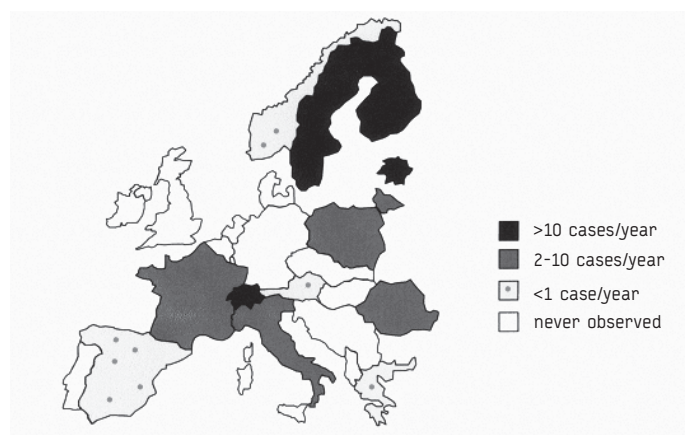 >10 cases/year
2-10 cases/year
<1 case/year
never observed